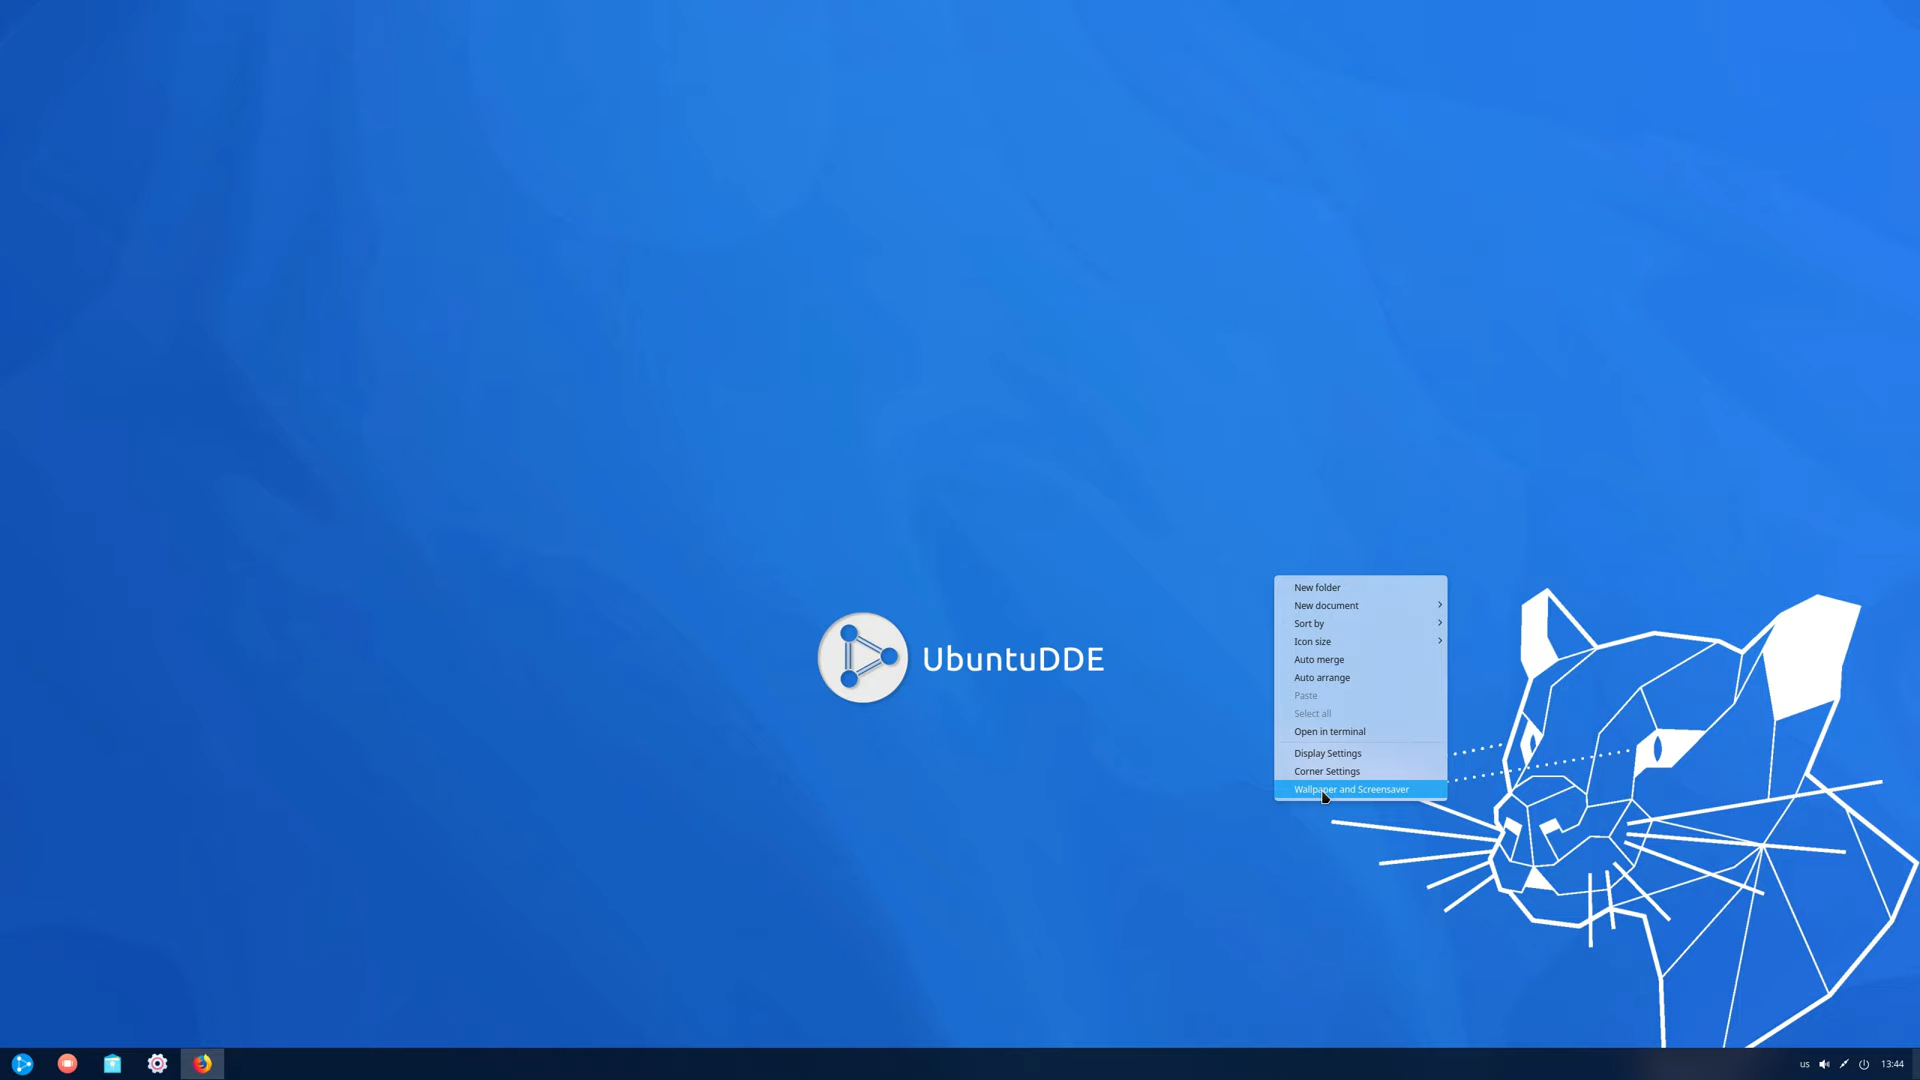 New folder
New document
Sort by
Icon size
Auto merge
Auto arrange
Paste
Select all
Open in terminal
Display Settings
Corner Settings
Wallpaper and Screensaver
UbuntuDDE
us
13:44